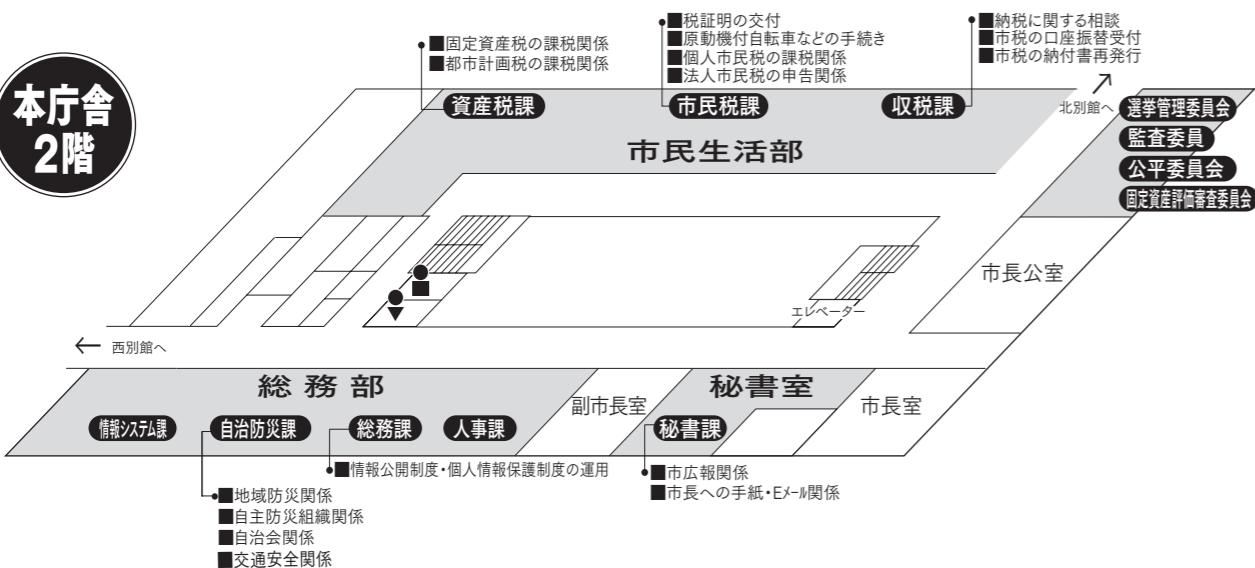 本庁舎
2階
■固定資産税の課税関係
■都市計画税の課税関係
■税証明の交付
■原動機付自転車などの手続き
■個人市民税の課税関係
■法人市民税の申告関係
■納税に関する相談
■市税の口座振替受付
■市税の納付書再発行
資産税課
市民税課
収税課
市民生活部
北別館へ
選挙管理委員会
監査委員
公平委員会
固定資産評価審査委員会
市長公室
エレベーター
← 西別館へ
総務部
情報システム課
自治防災課
総務課
人事課
副市長室
秘書室
秘書課
市長室
■情報公開制度・個人情報保護制度の運用
■地域防災関係
■自主防災組織関係
■自治会関係
■交通安全関係
■市広報関係
■市長への手紙・Eメール関係